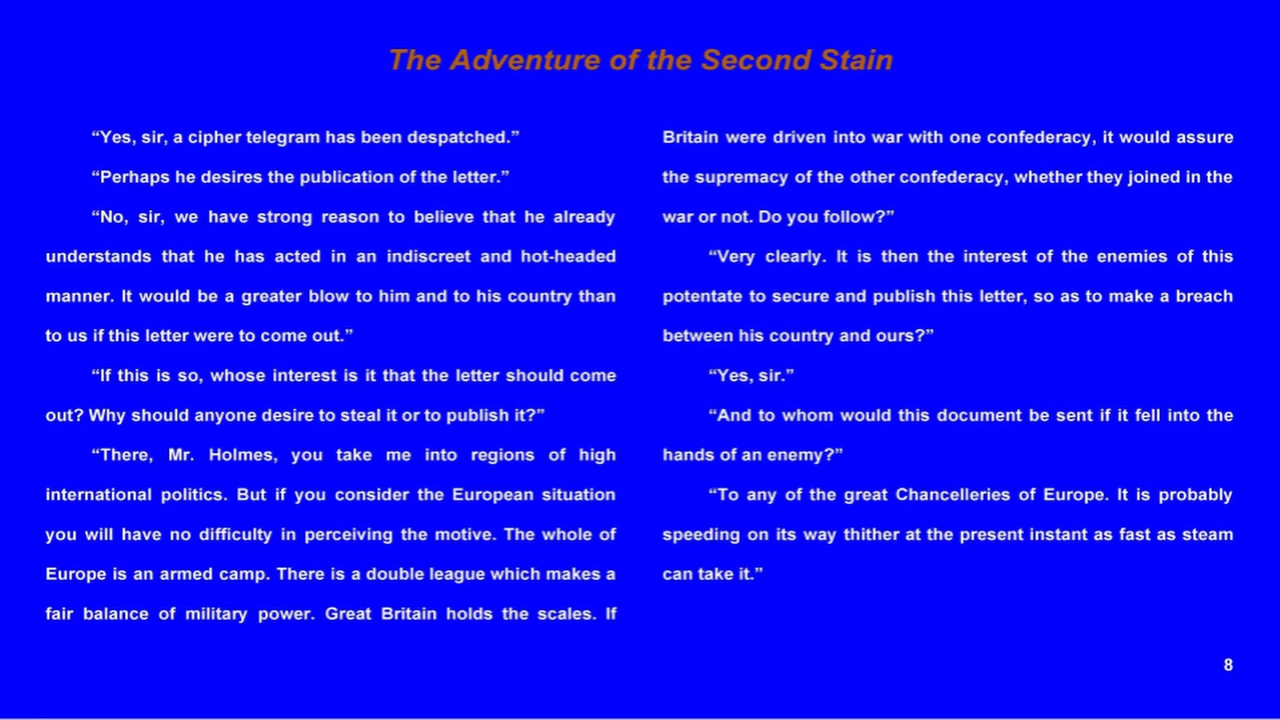 The Adventure of the Second Stain
“Yes, sir, a cipher telegram has been despatched.”
“Perhaps he desires the publication of the letter.”
“No, sir, we have strong reason to believe that he already
understands that he has acted in an indiscreet and hot-headed
manner. It would be a greater blow to him and to his country than
to us if this letter were to come out.”
“If this is so, whose interest is it that the letter should come
out? Why should anyone desire to steal it or to publish it?”
“There, Mr. Holmes, you take me into regions of high
international politics. But if you consider the European situation
you will have no difficulty in perceiving the motive. The whole of
Europe is an armed camp. There is a double league which makes a
fair balance of military power. Great Britain holds the scales. If
Britain were driven into war with one confederacy, it would assure
the supremacy of the other confederacy, whether they joined in the
war or not. Do you follow?”
“Very clearly. It is then the interest of the enemies of this
potentate to secure and publish this letter, so as to make a breach
between his country and ours?”
“Yes, sir.”
“And to whom would this document be sent if it fell into the
hands of an enemy?”
“To any of the great Chancelleries of Europe. It is probably
speeding on its way thither at the present instant as fast as steam
can take it.”
8